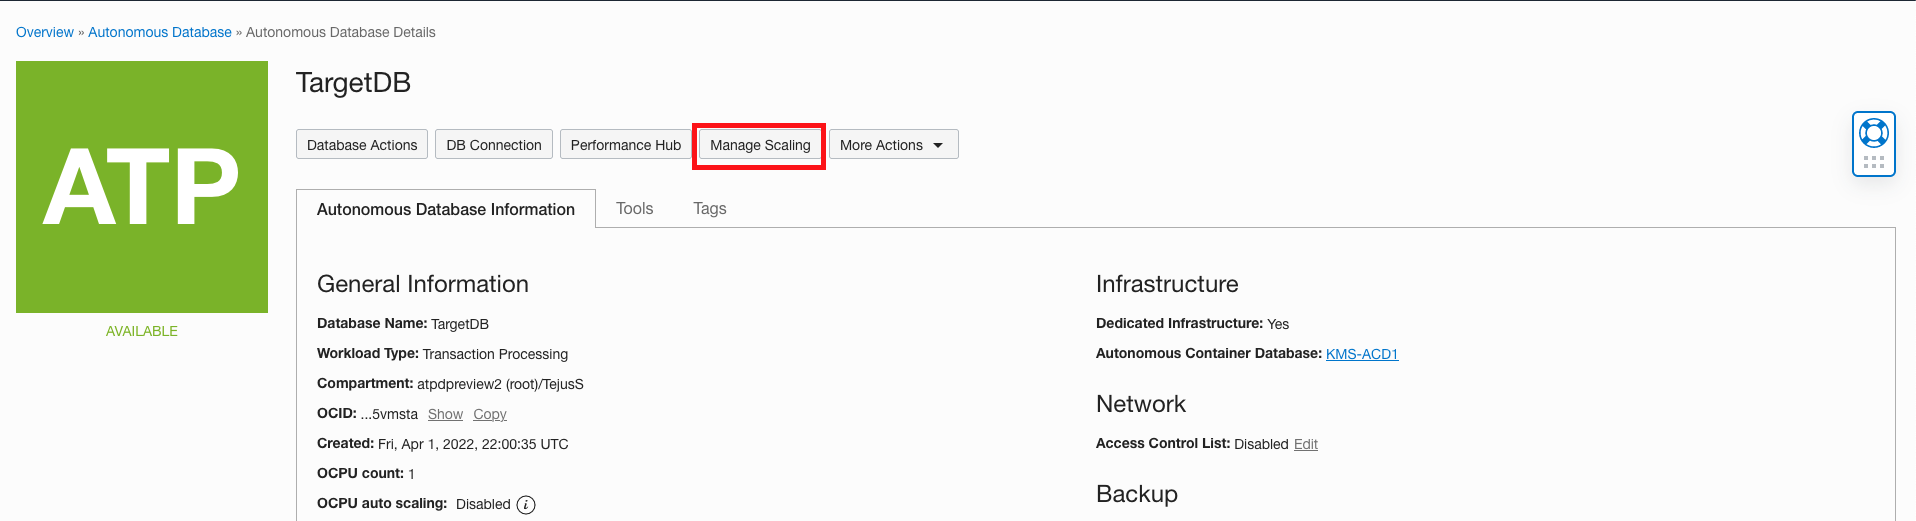 Overview » Autonomous Database » Autonomous Database Details
ATP
AVAILABLE
TargetDB
Database Actions DB Connection Performance Hub Manage Scaling More Actions
Autonomous Database Information Tools Tags
General Information
Database Name: TargetDB
Workload Type: Transaction Processing
Compartment: atpdpreview2 (root)/TejusS
OCID: ...5vmsta Show Copy
Created: Fri, Apr 1, 2022, 22:00:35 UTC
OCPU count: 1
OCPU auto scaling: Disabled i
Infrastructure
Dedicated Infrastructure: Yes
Autonomous Container Database: KMS-ACD1
Network
Access Control List: Disabled Edit
Backup